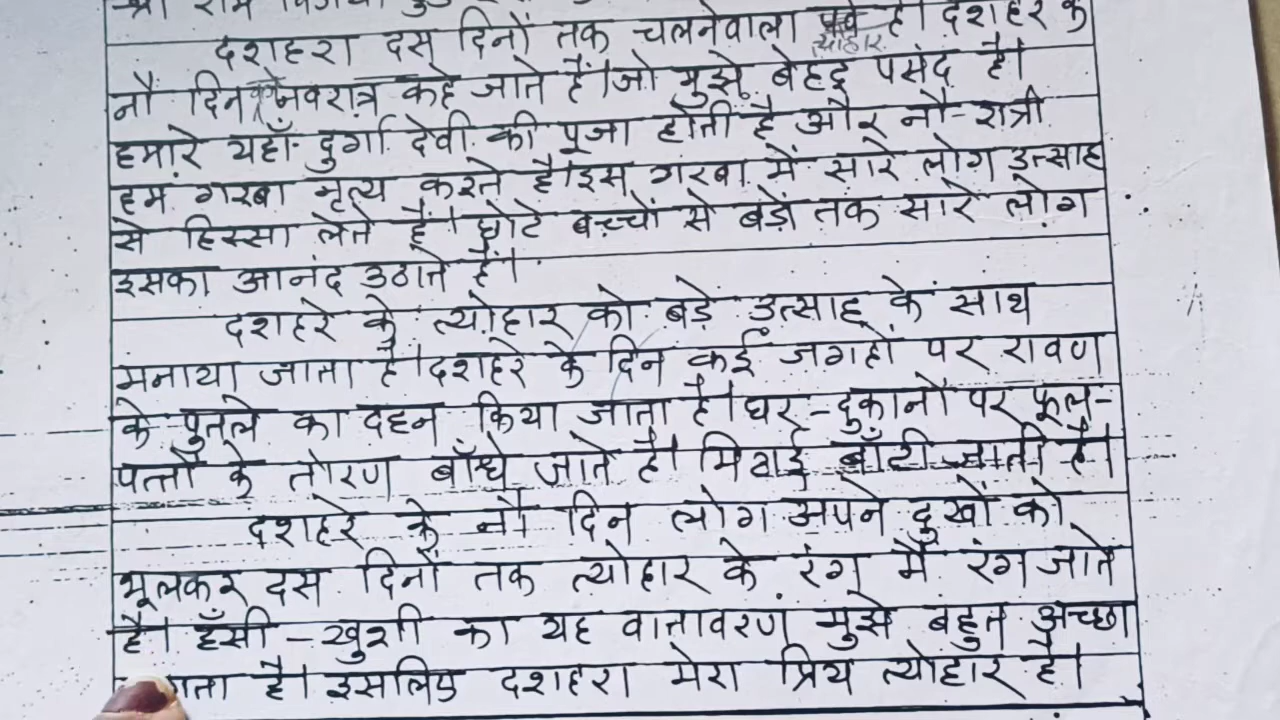 श्री राम विजयी हु
दशहरा दस दिनों तक चलनेवाला पर्व है। दशहरे के
त्योहार
नौ दिन को नवरात्र कहे जाते हैं।जो मुझे बेहद पसंद है।
हमारे यहाँ दुर्गा देवी की पूजा होती है और नौ-रात्री
हम गरबा नृत्य करते है।इस गरबा में सारे लोग उत्साह
से हिस्सा लेते हैं। छोटे बच्चों से बड़ों तक सारे लोग
इसका आनंद उठाते हैं।
दशहरे के त्योहार को बड़े उत्साह के साथ
मनाया जाता है।दशहरे के दिन कई जगहों पर रावण
के पुतले का दहन किया जाता है। घर-दुकानों पर फूल-
पत्तों के तोरण बाँधे जाते है। मिठाई बाँटी जाती है।
दशहरे के नौ दिन लोग अपने दुखों को
भूलकर दस दिनों तक त्योहार के रंग में रंग जाते
है। हँसी-खुशी का यह वातावरण मुझे बहुत अच्छा
गता है। इसलिए दशहरा मेरा प्रिय त्योहार है।